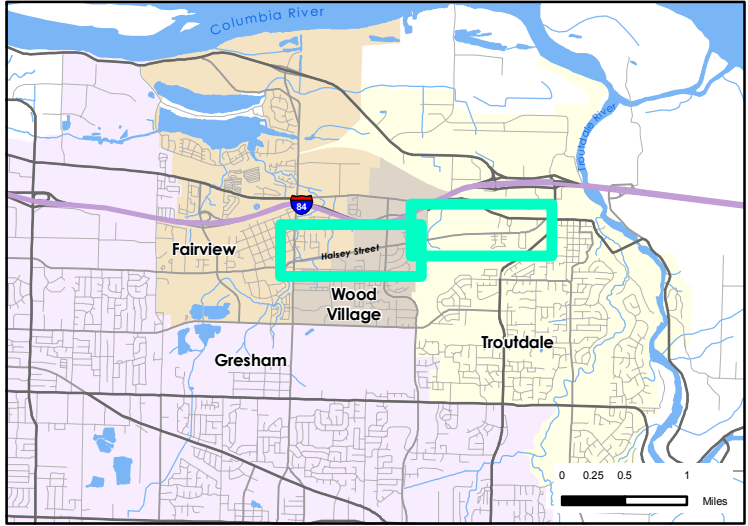 Columbia River
Troutdale River
84
Fairview
Halsey Street
Wood
Village
Troutdale
Gresham
0 0.25 0.5 1
Miles